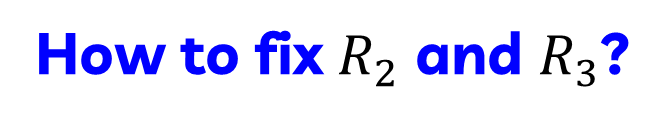 How to fix R₂ and R₃?